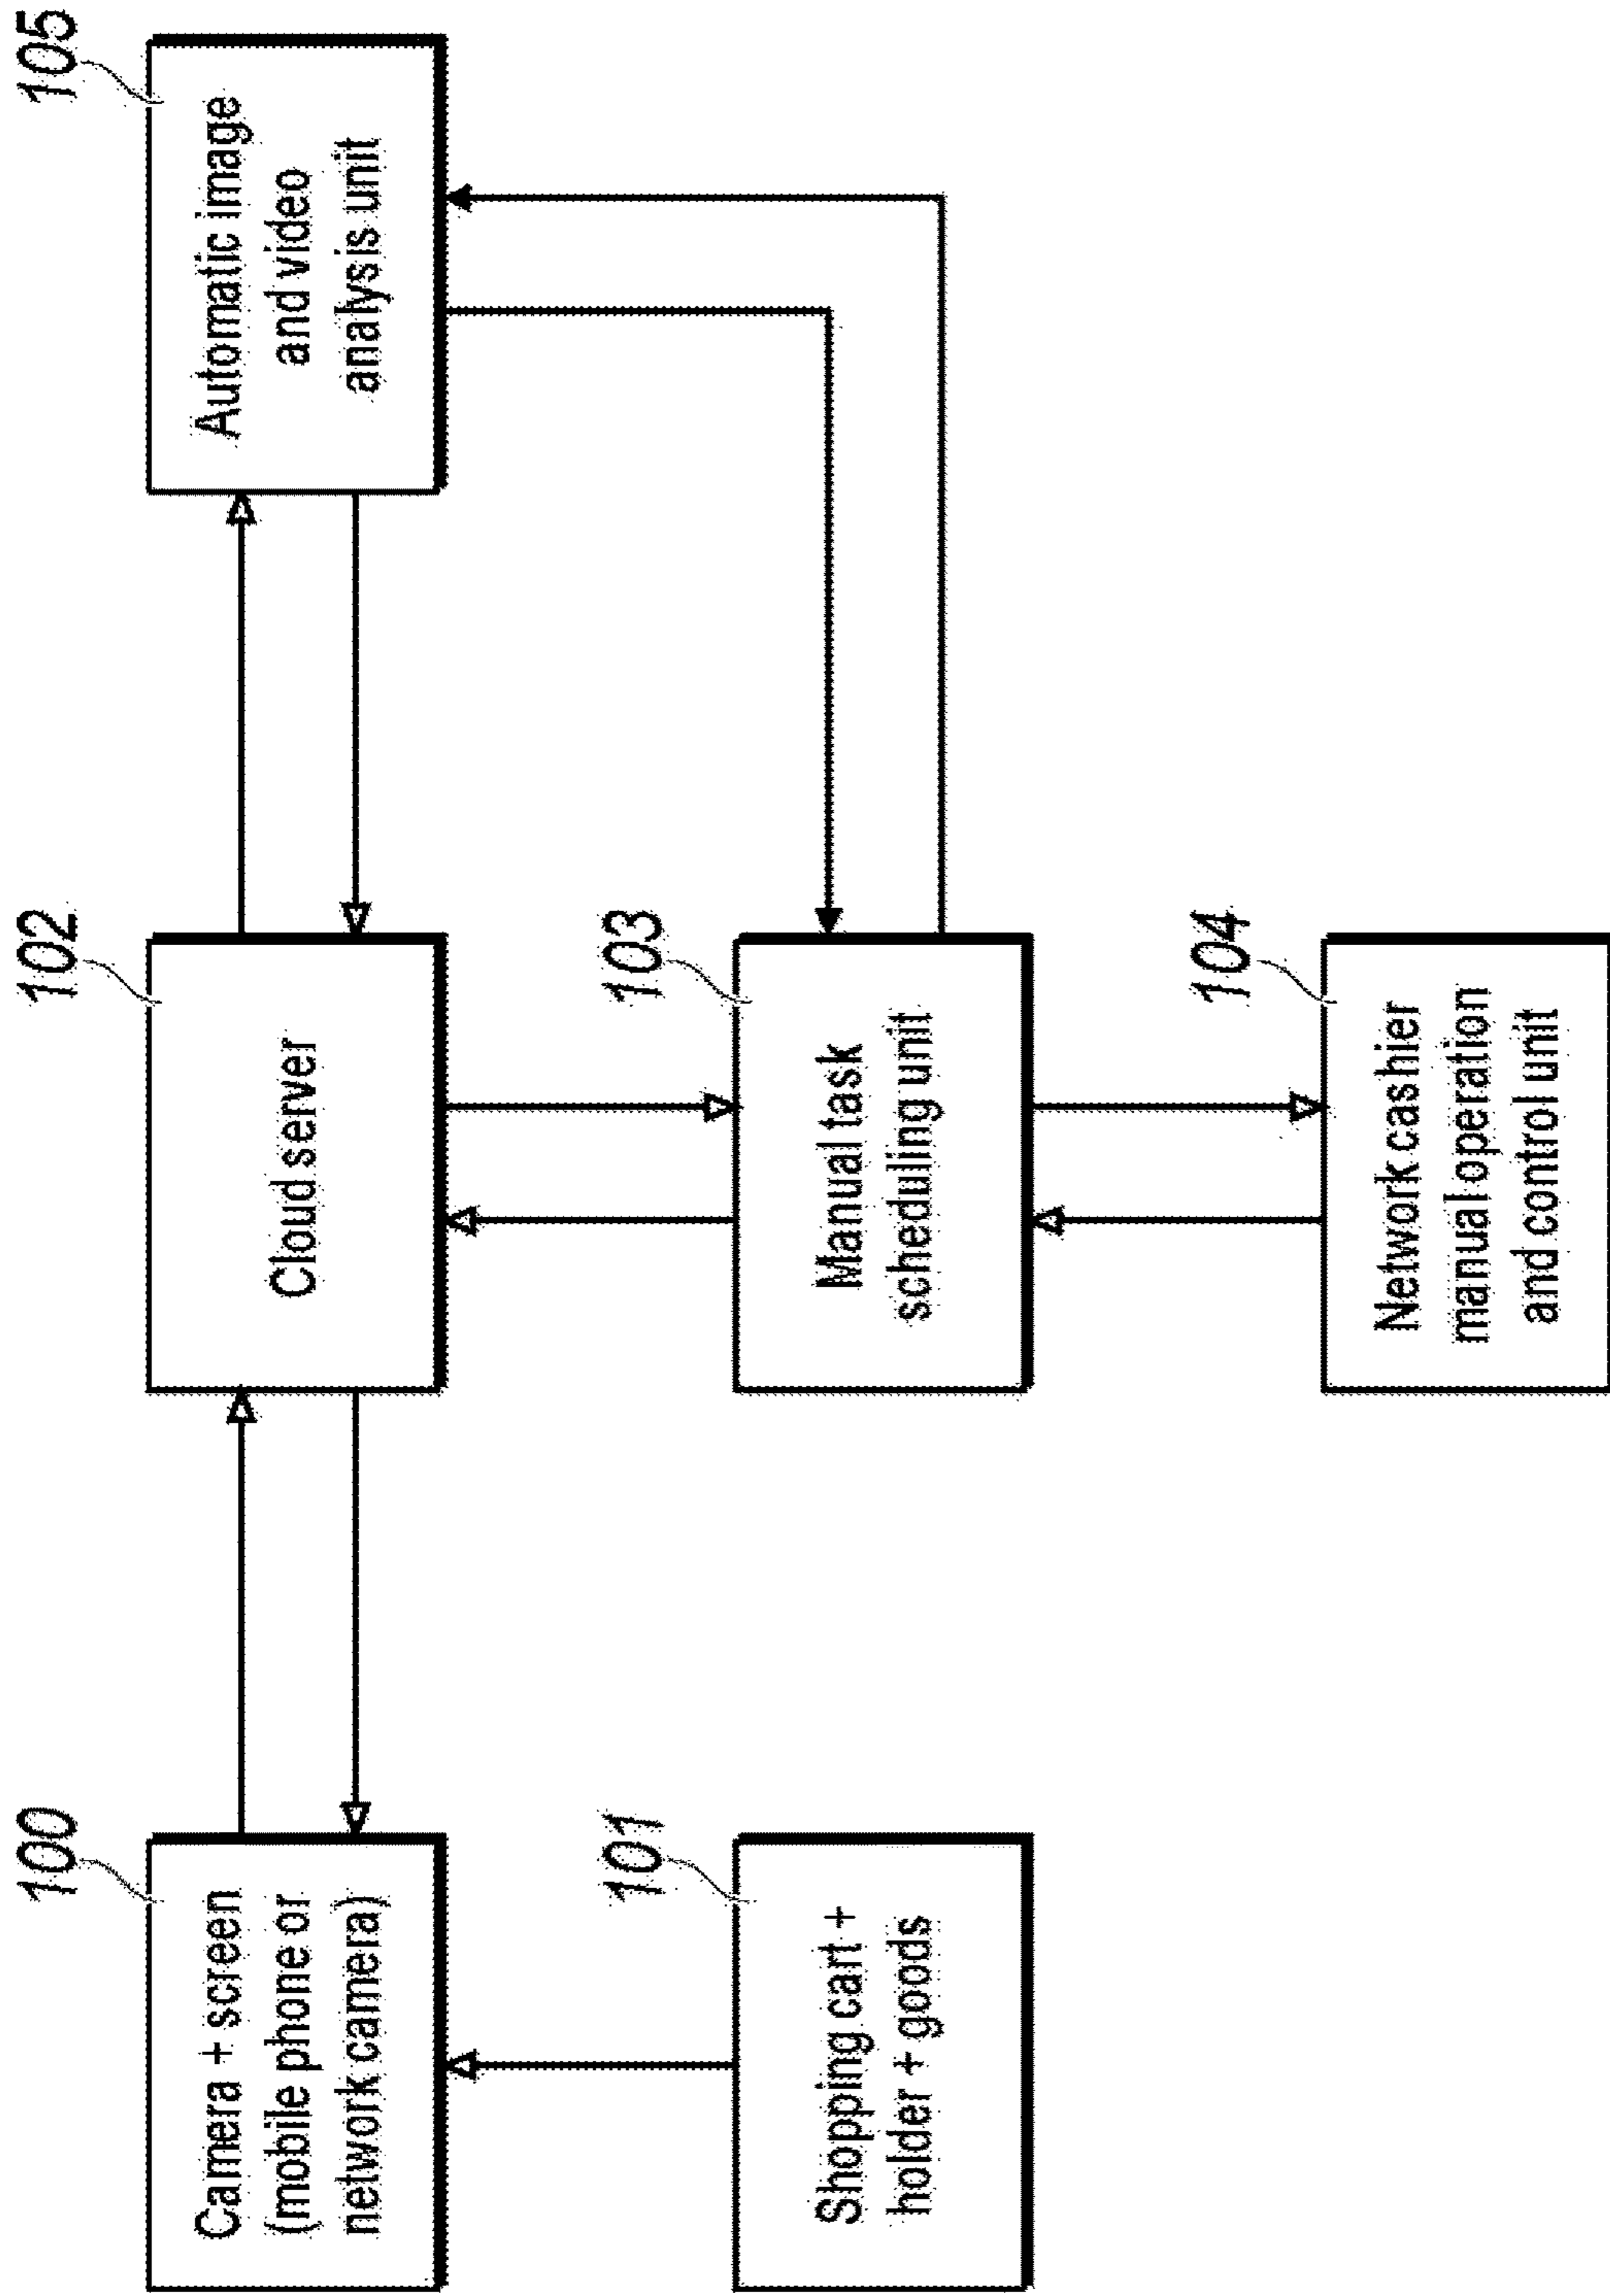 100
Camera + screen
(mobile phone or
network camera)
102
Cloud server
105
Automatic image
and video
analysis unit
101
Shopping cart +
holder + goods
103
Manual task
scheduling unit
104
Network cashier
manual operation
and control unit